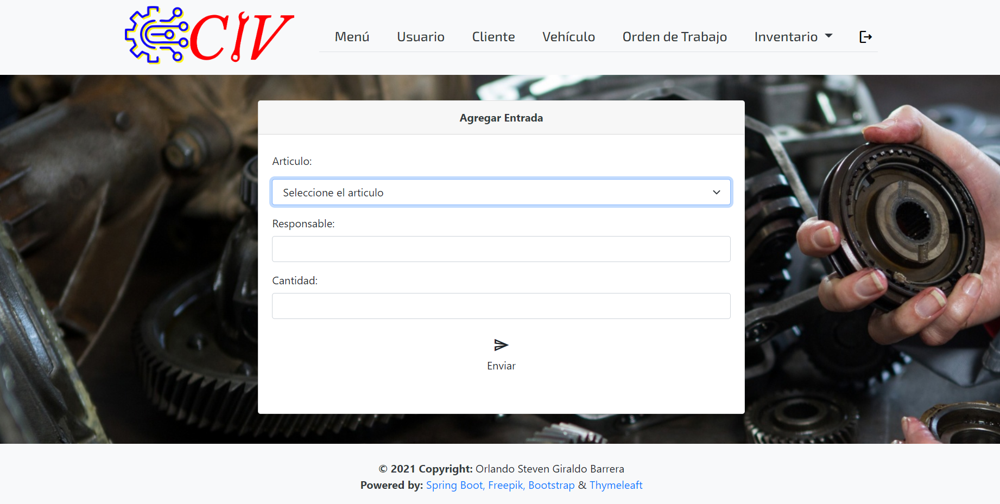 CIV
Menú Usuario Cliente Vehículo Orden de Trabajo Inventario
Agregar Entrada
Articulo:
Seleccione el articulo
Responsable:
Cantidad:
Enviar
© 2021 Copyright: Orlando Steven Giraldo Barrera
Powered by: Spring Boot, Freepik, Bootstrap & Thymeleaft